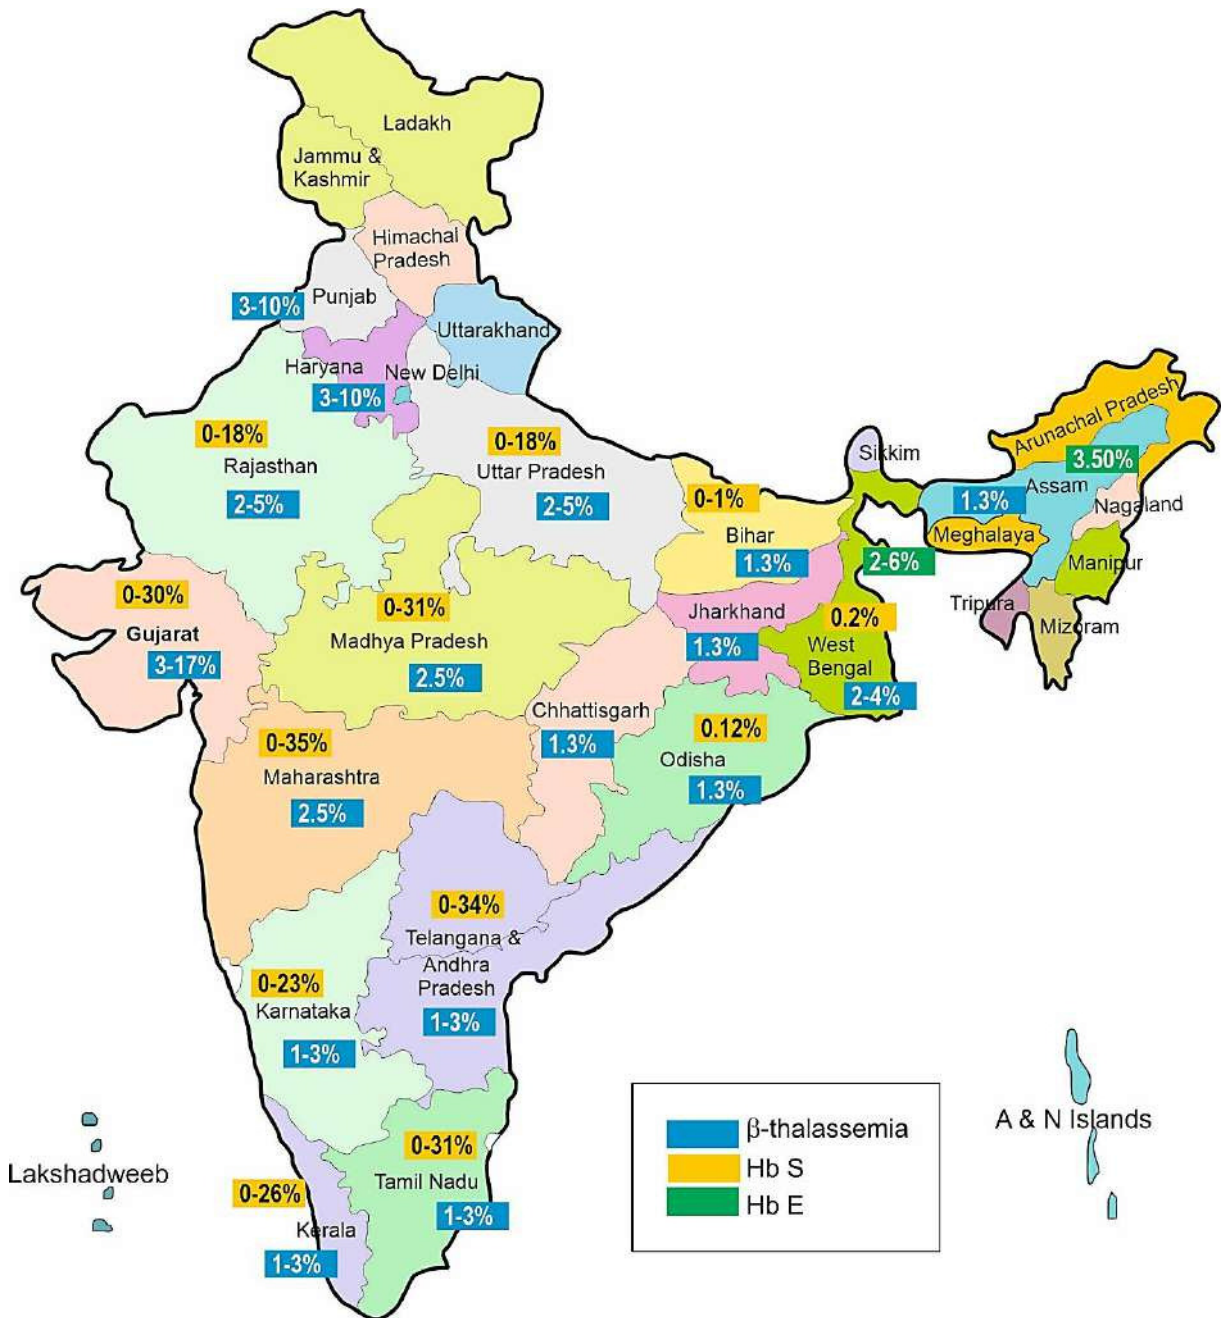 Ladakh
Jammu &
Kashmir
Himachal
Pradesh
Punjab
3-10%
Uttarakhand
Haryana
New Delhi
3-10%
0-18%
Rajasthan
2-5%
0-18%
Uttar Pradesh
2-5%
Sikkim
Arunachal Pradesh
3.50%
Assam
1.3%
Nagaland
Meghalaya
Manipur
Tripura
Mizoram
0-1%
Bihar
1.3%
2-6%
0-30%
Gujarat
3-17%
0-31%
Madhya Pradesh
2.5%
Jharkhand
1.3%
0.2%
West
Bengal
2-4%
Chhattisgarh
1.3%
0.12%
Odisha
1.3%
0-35%
Maharashtra
2.5%
0-34%
Telangana &
Andhra
Pradesh
1-3%
0-23%
Karnataka
1-3%
0-31%
Tamil Nadu
1-3%
0-26%
Kerala
1-3%
Lakshadweeb
A & N Islands
β-thalassemia
Hb S
Hb E